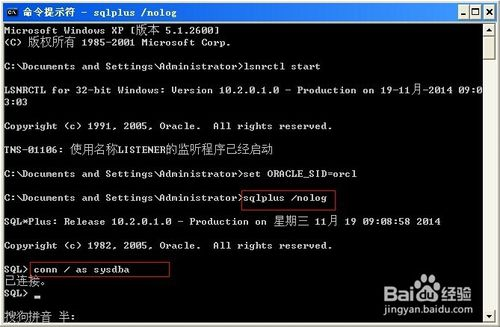 命令提示符 - sqlplus /nolog
Microsoft Windows XP [版本 5.1.2600]
(C) 版权所有 1985-2001 Microsoft Corp.
C:\Documents and Settings\Administrator>lsnrctl start
LSNRCTL for 32-bit Windows: Version 10.2.0.1.0 - Production on 19-11月-2014 09:0
3:03
Copyright (c) 1991, 2005, Oracle.  All rights reserved.
TNS-01106: 使用名称LISTENER的监听程序已经启动
C:\Documents and Settings\Administrator>set ORACLE_SID=orcl
C:\Documents and Settings\Administrator>sqlplus /nolog
SQL*Plus: Release 10.2.0.1.0 - Production on 星期三 11月 19 09:08:58 2014
Copyright (c) 1982, 2005, Oracle.  All rights reserved.
SQL> conn / as sysdba
已连接。
SQL> _
搜狗拼音 半:
Baidu 经验
jingyan.baidu.com